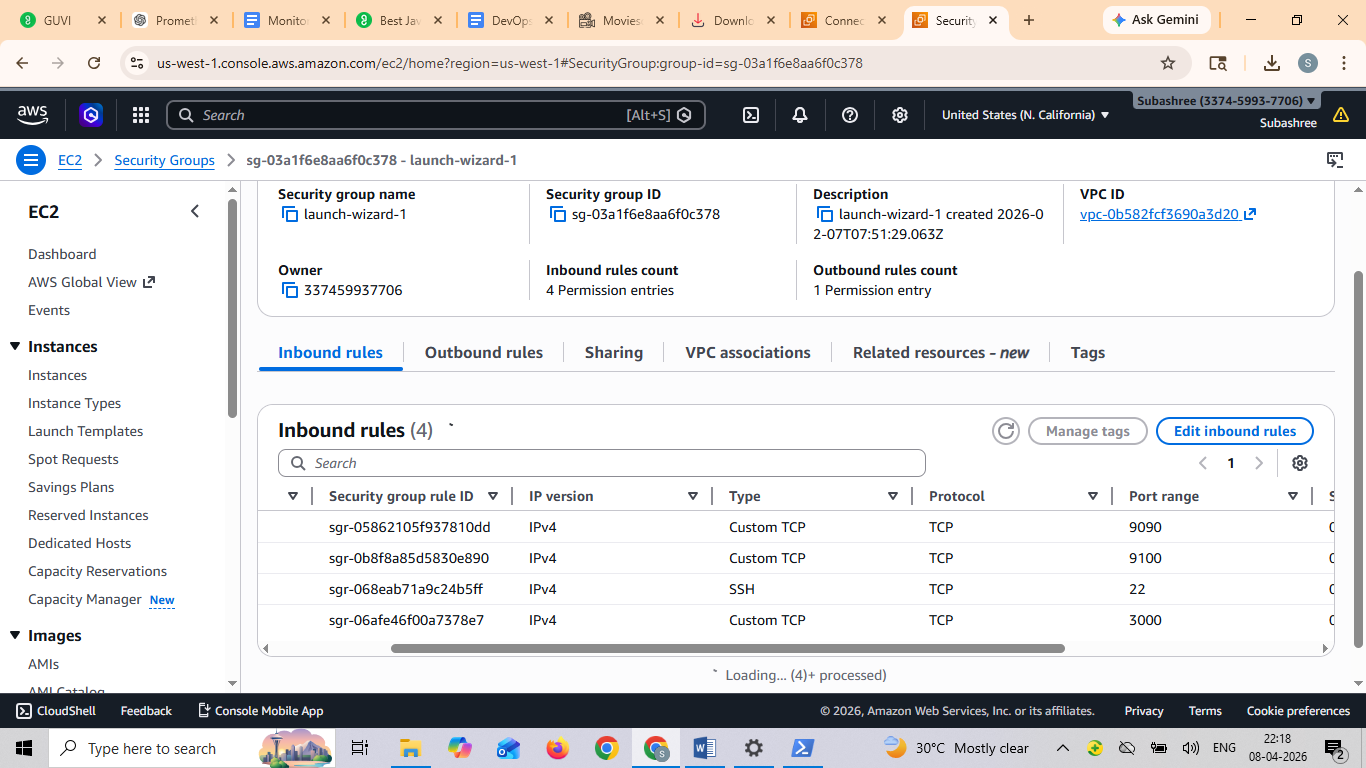 GUVI
Prometh
Monitor
Best Jav
DevOps
Moviese
Downlo
Connec
Security
Ask Gemini
us-west-1.console.aws.amazon.com/ec2/home?region=us-west-1#SecurityGroup:group-id=sg-03a1f6e8aa6f0c378
S
aws
Search
[Alt+S]
United States (N. California)
Subashree (3374-5993-7706)
Subashree
EC2
Security Groups
sg-03a1f6e8aa6f0c378 - launch-wizard-1
EC2
Dashboard
AWS Global View
Events
Instances
Instances
Instance Types
Launch Templates
Spot Requests
Savings Plans
Reserved Instances
Dedicated Hosts
Capacity Reservations
Capacity Manager New
Images
AMIs
AMI Catalog
Security group name
launch-wizard-1
Security group ID
sg-03a1f6e8aa6f0c378
Description
launch-wizard-1 created 2026-0
2-07T07:51:29.063Z
VPC ID
vpc-0b582fcf3690a3d20
Owner
337459937706
Inbound rules count
4 Permission entries
Outbound rules count
1 Permission entry
Inbound rules
Outbound rules
Sharing
VPC associations
Related resources - new
Tags
Inbound rules (4)
Manage tags
Edit inbound rules
Search
1
Security group rule ID IP version Type Protocol Port range
sgr-05862105f937810dd IPv4 Custom TCP TCP 9090
sgr-0b8f8a85d5830e890 IPv4 Custom TCP TCP 9100
sgr-068eab71a9c24b5ff IPv4 SSH TCP 22
sgr-06afe46f00a7378e7 IPv4 Custom TCP TCP 3000
Loading... (4)+ processed)
CloudShell
Feedback
Console Mobile App
© 2026, Amazon Web Services, Inc. or its affiliates.
Privacy
Terms
Cookie preferences
Type here to search
30°C Mostly clear
ENG
22:18
08-04-2026
2